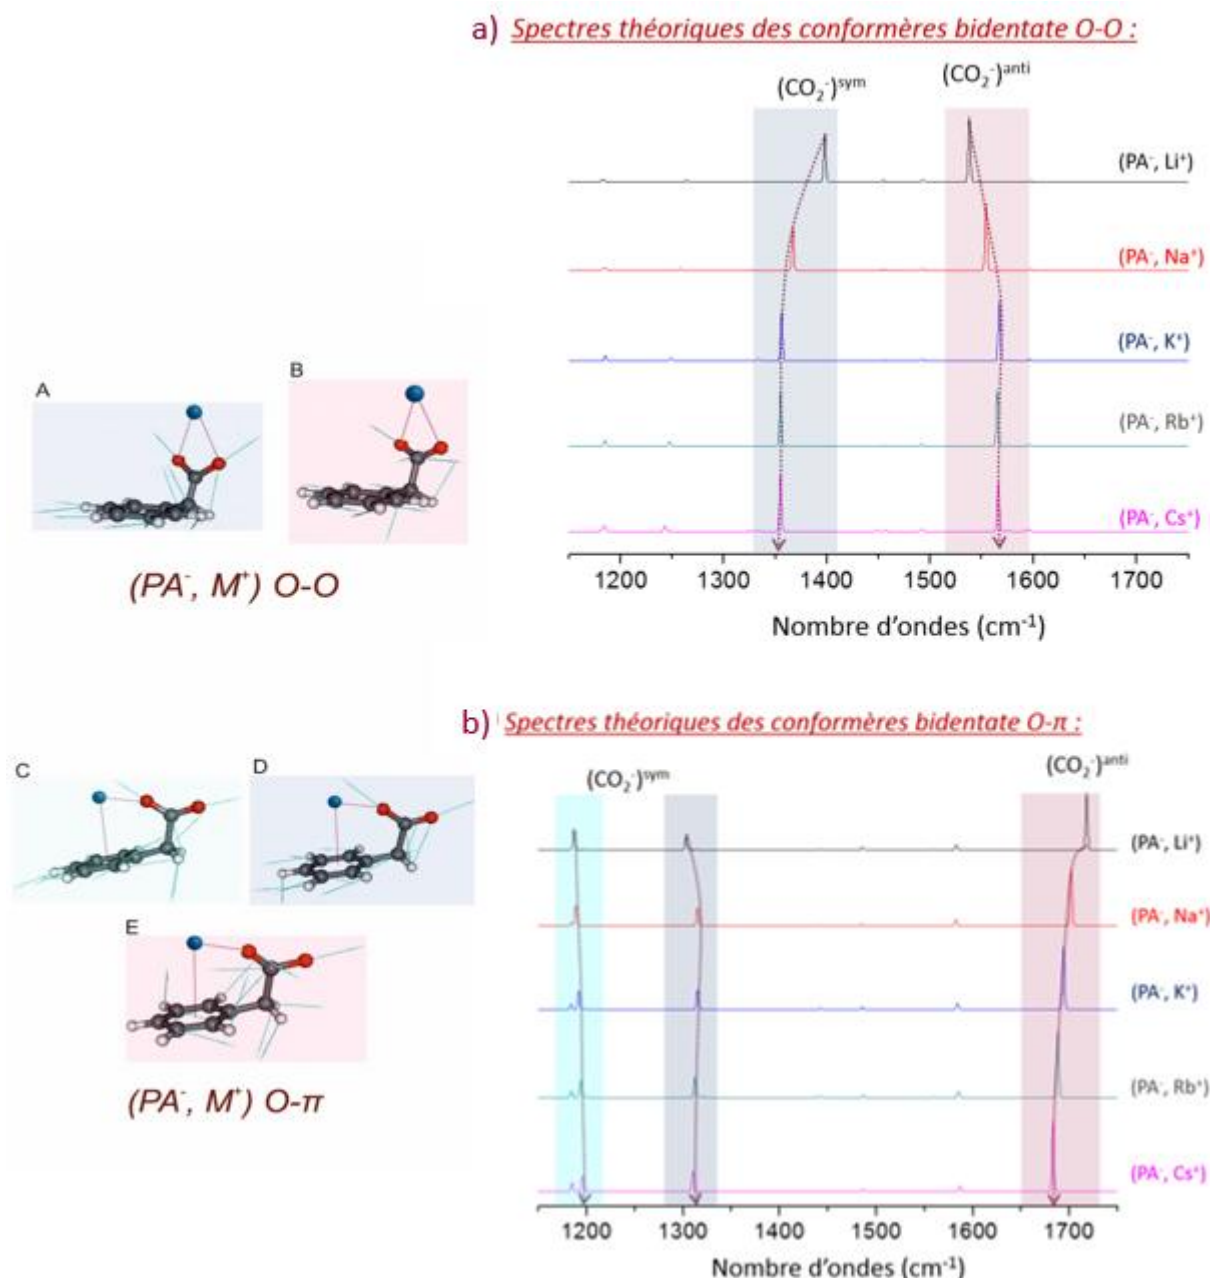 a) Spectres théoriques des conformères bidentate O-O :
(CO₂⁻)ˢʸᵐ
(CO₂⁻)ᵃⁿᵗⁱ
(PA⁻, Li⁺)
(PA⁻, Na⁺)
(PA⁻, K⁺)
(PA⁻, Rb⁺)
(PA⁻, Cs⁺)
1200 1300 1400 1500 1600 1700
Nombre d'ondes (cm⁻¹)
A
B
(PA⁻, M⁺) O-O
b) Spectres théoriques des conformères bidentate O-π :
(CO₂⁻)ˢʸᵐ
(CO₂⁻)ᵃⁿᵗⁱ
(PA⁻, Li⁺)
(PA⁻, Na⁺)
(PA⁻, K⁺)
(PA⁻, Rb⁺)
(PA⁻, Cs⁺)
1200 1300 1400 1500 1600 1700
Nombre d'ondes (cm⁻¹)
C
D
E
(PA⁻, M⁺) O-π